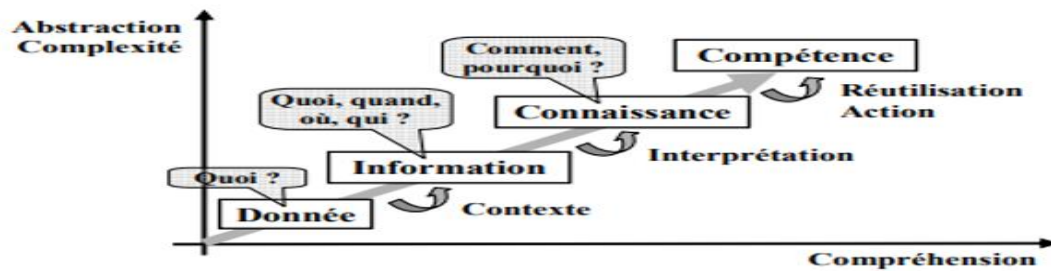 Abstraction
Complexité
Comment,
pourquoi ?
Compétence
Quoi, quand,
où, qui ?
Connaissance
Réutilisation
Action
Quoi ?
Information
Interprétation
Donnée
Contexte
Compréhension